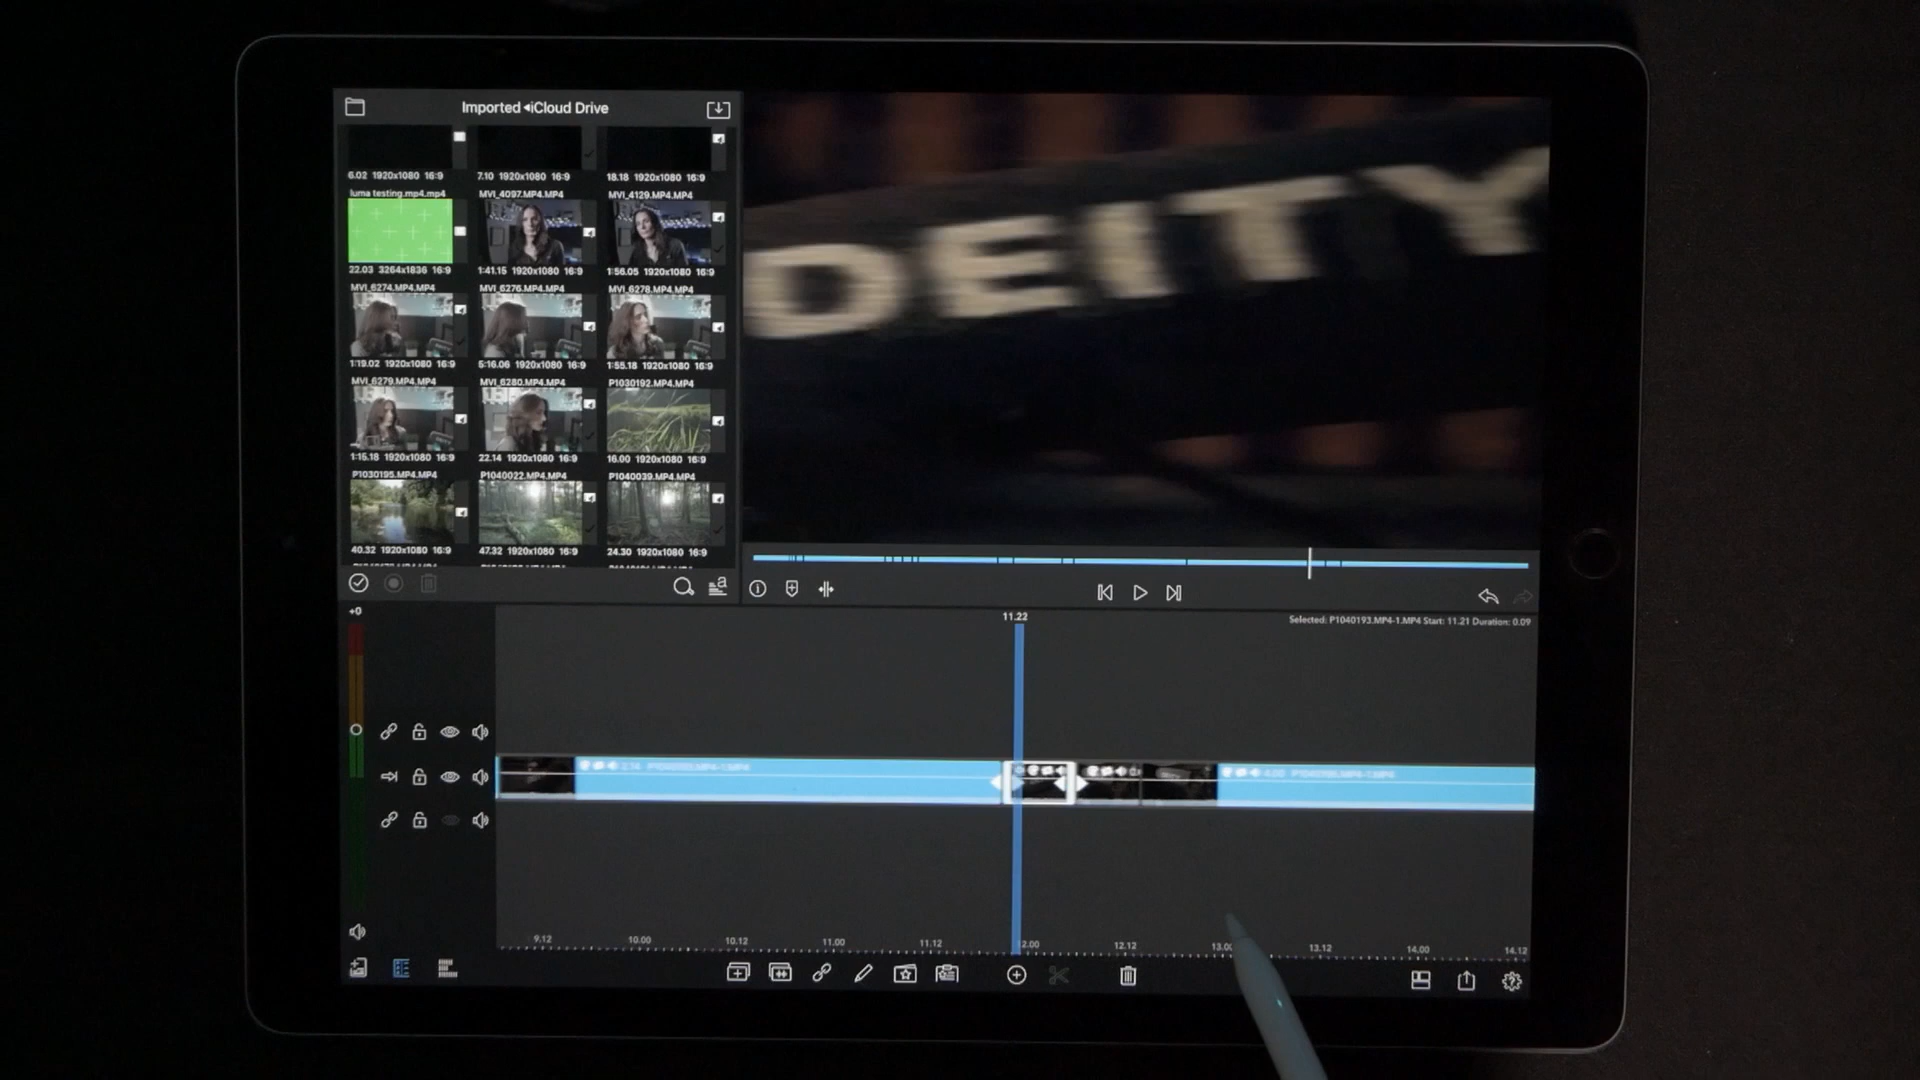 Imported ◂iCloud Drive
6.02 1920x1080 16:9
7.10 1920x1080 16:9
18.18 1920x1080 16:9
luma testing.mp4.mp4
MVI_4097.MP4.MP4
MVI_4129.MP4.MP4
22.03 3264x1836 16:9
1:41.15 1920x1080 16:9
1:56.05 1920x1080 16:9
MVI_6274.MP4.MP4
MVI_6276.MP4.MP4
MVI_6278.MP4.MP4
1:19.02 1920x1080 16:9
5:16.06 1920x1080 16:9
1:55.18 1920x1080 16:9
MVI_6279.MP4.MP4
MVI_6280.MP4.MP4
P1030192.MP4.MP4
1:15.18 1920x1080 16:9
22.14 1920x1080 16:9
16.00 1920x1080 16:9
P1030195.MP4.MP4
P1040022.MP4.MP4
P1040039.MP4.MP4
40.32 1920x1080 16:9
47.32 1920x1080 16:9
24.30 1920x1080 16:9
DEITY
+0
11.22
Selected: P1040193.MP4-1.MP4 Start: 11.21 Duration: 0.09
9.12 10.00 10.12 11.00 11.12 12.00 12.12 13.00 13.12 14.00 14.12